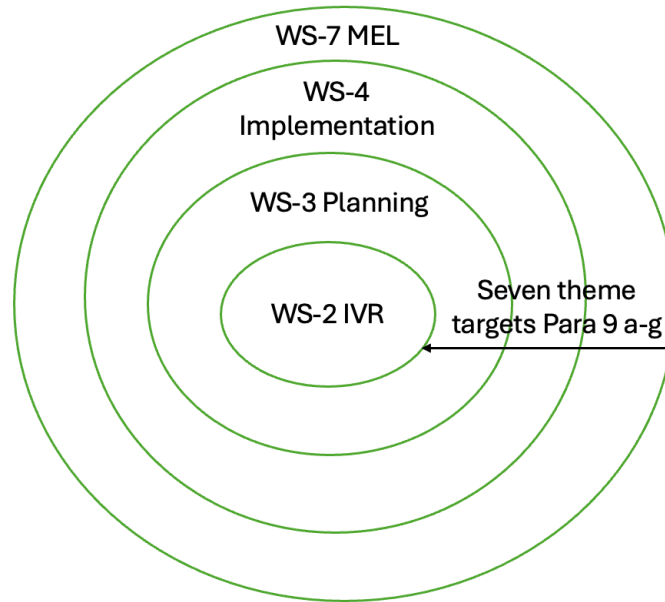 WS-7 MEL
WS-4
Implementation
WS-3 Planning
WS-2 IVR
Seven theme
targets Para 9 a-g